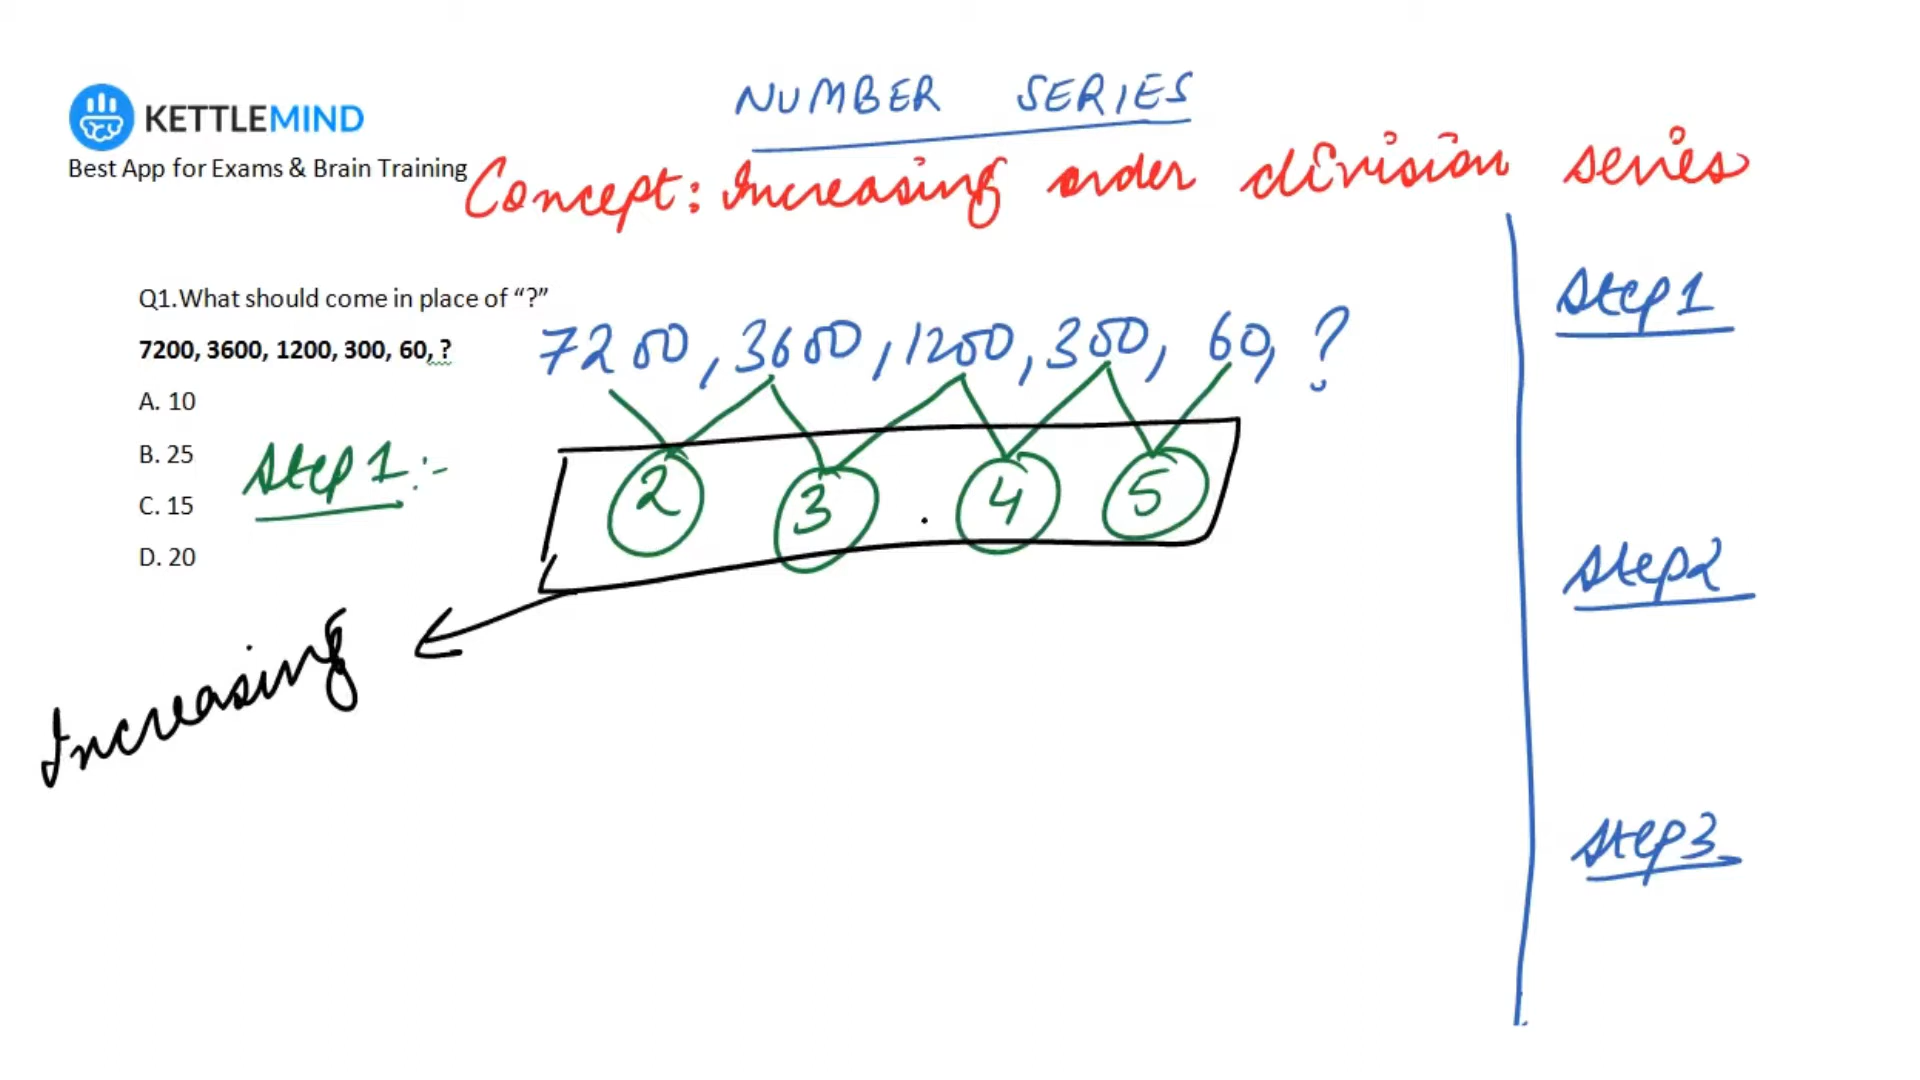 NUMBER SERIES
KETTLEMIND
Best App for Exams & Brain Training
Concept: Increasing order division series
Q1.What should come in place of “?”
7200, 3600, 1200, 300, 60, ?
A. 10
B. 25
C. 15
D. 20
7200, 3600, 1200, 300, 60, ?
Step 1:-
2 3 4 5
Increasing
Step 1
Step 2
Step 3